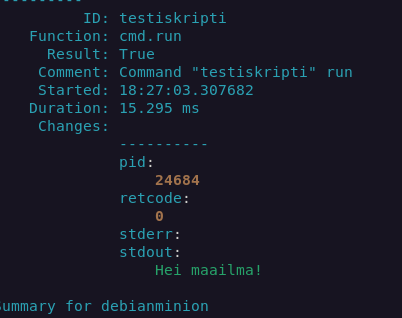 ----------
ID: testiskripti
Function: cmd.run
Result: True
Comment: Command "testiskripti" run
Started: 18:27:03.307682
Duration: 15.295 ms
Changes:
----------
pid:
24684
retcode:
0
stderr:
stdout:
Hei maailma!
Summary for debianminion